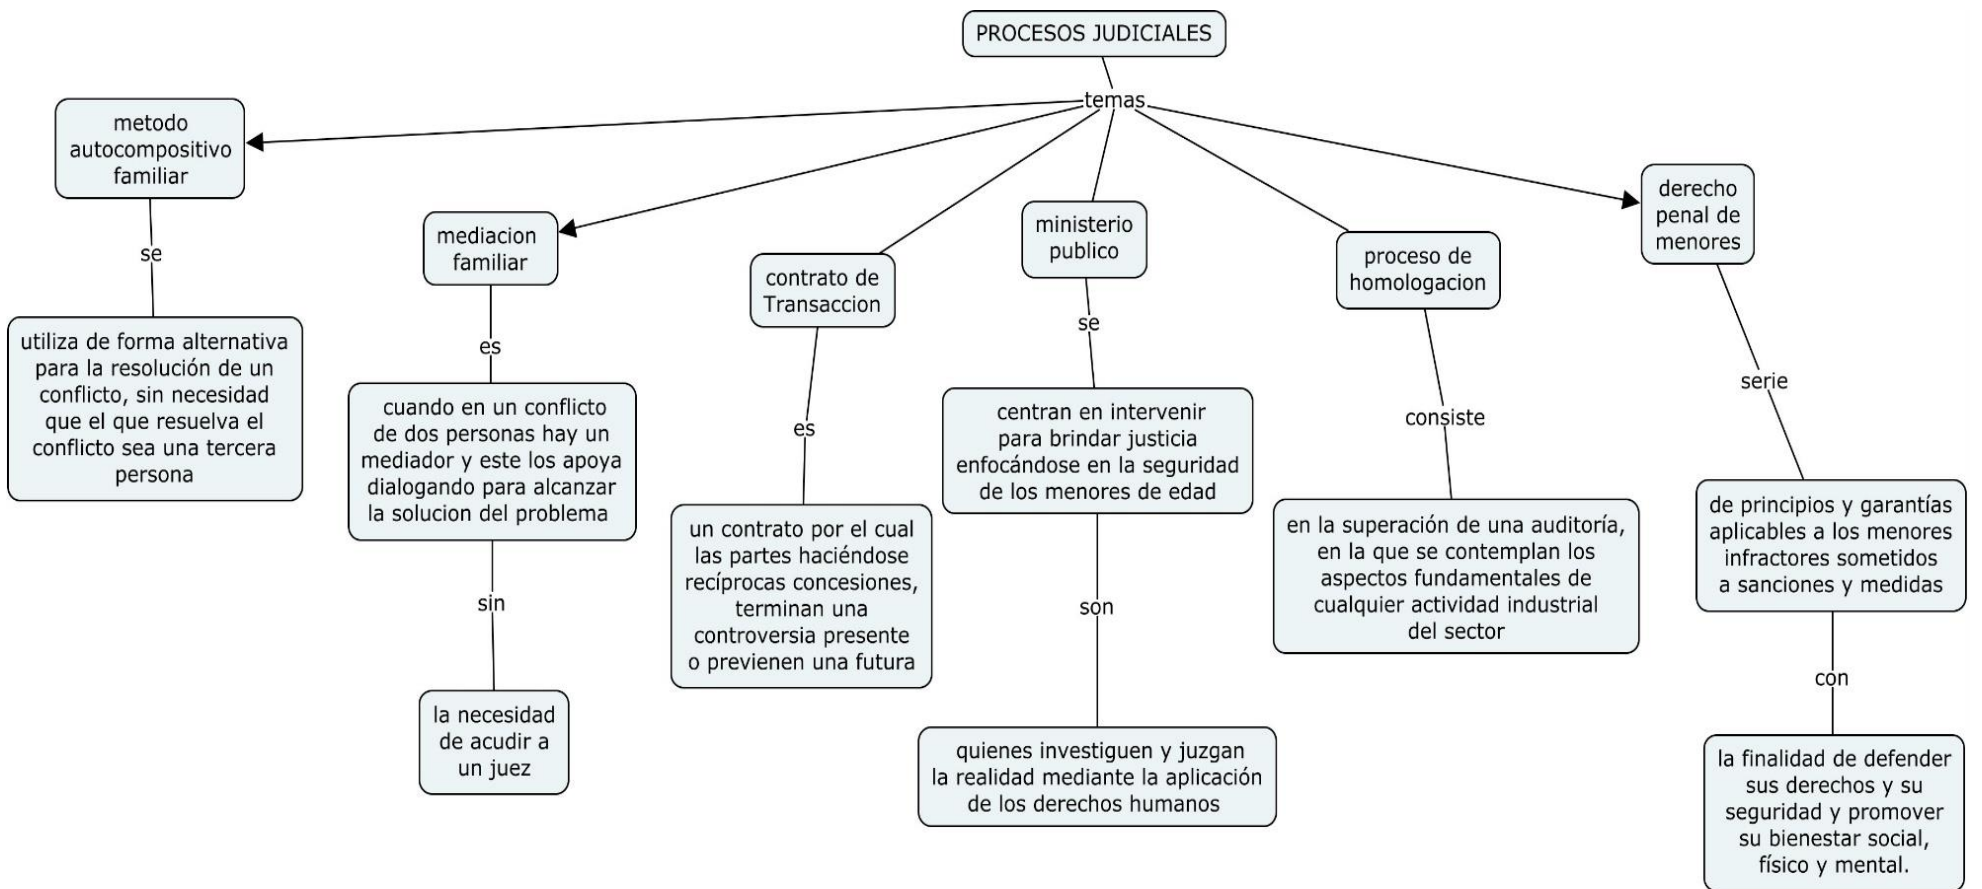 PROCESOS JUDICIALES
temas
metodo
autocompositivo
familiar
se
utiliza de forma alternativa
para la resolución de un
conflicto, sin necesidad
que el que resuelva el
conflicto sea una tercera
persona
mediacion
familiar
es
cuando en un conflicto
de dos personas hay un
mediador y este los apoya
dialogando para alcanzar
la solucion del problema
sin
la necesidad
de acudir a
un juez
contrato de
Transaccion
es
un contrato por el cual
las partes haciéndose
recíprocas concesiones,
terminan una
controversia presente
o previenen una futura
ministerio
publico
se
centran en intervenir
para brindar justicia
enfocándose en la seguridad
de los menores de edad
son
quienes investiguen y juzgan
la realidad mediante la aplicación
de los derechos humanos
proceso de
homologacion
consiste
en la superación de una auditoría,
en la que se contemplan los
aspectos fundamentales de
cualquier actividad industrial
del sector
derecho
penal de
menores
serie
de principios y garantías
aplicables a los menores
infractores sometidos
a sanciones y medidas
con
la finalidad de defender
sus derechos y su
seguridad y promover
su bienestar social,
físico y mental.